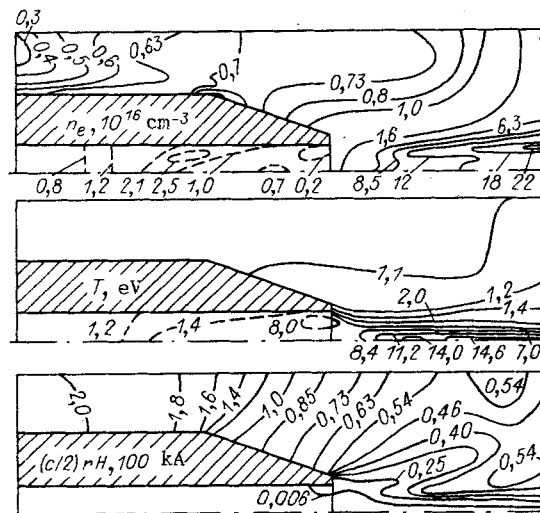 0,3
0,4 0,5 0,6 0,63
0,7
0,73
0,8
1,0
nₑ, 10¹⁶ cm⁻³
1,6
6,3
0,8 1,2 2,1 2,5 1,0 0,7 0,2 8,5 12 18 22
1,1
T, eV
1,2
1,4
2,0
1,2 1,4 8,0
8,4 11,2 14,0 14,6 7,0
2,0 1,8 1,6 1,4 1,0 0,85 0,73 0,63 0,54 0,46 0,54
0,40
(c/2)rH, 100 kA
0,25 0,54
0,006